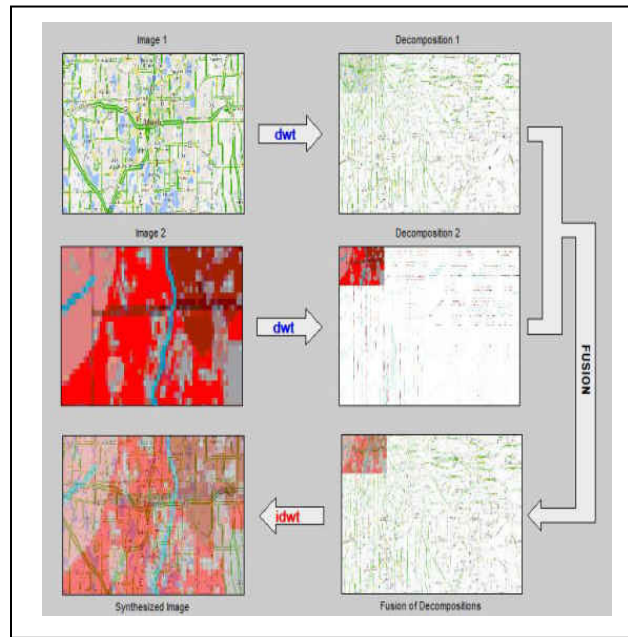 Image 1
Decomposition 1
dwt
Image 2
Decomposition 2
dwt
FUSION
idwt
Synthesized Image
Fusion of Decompositions